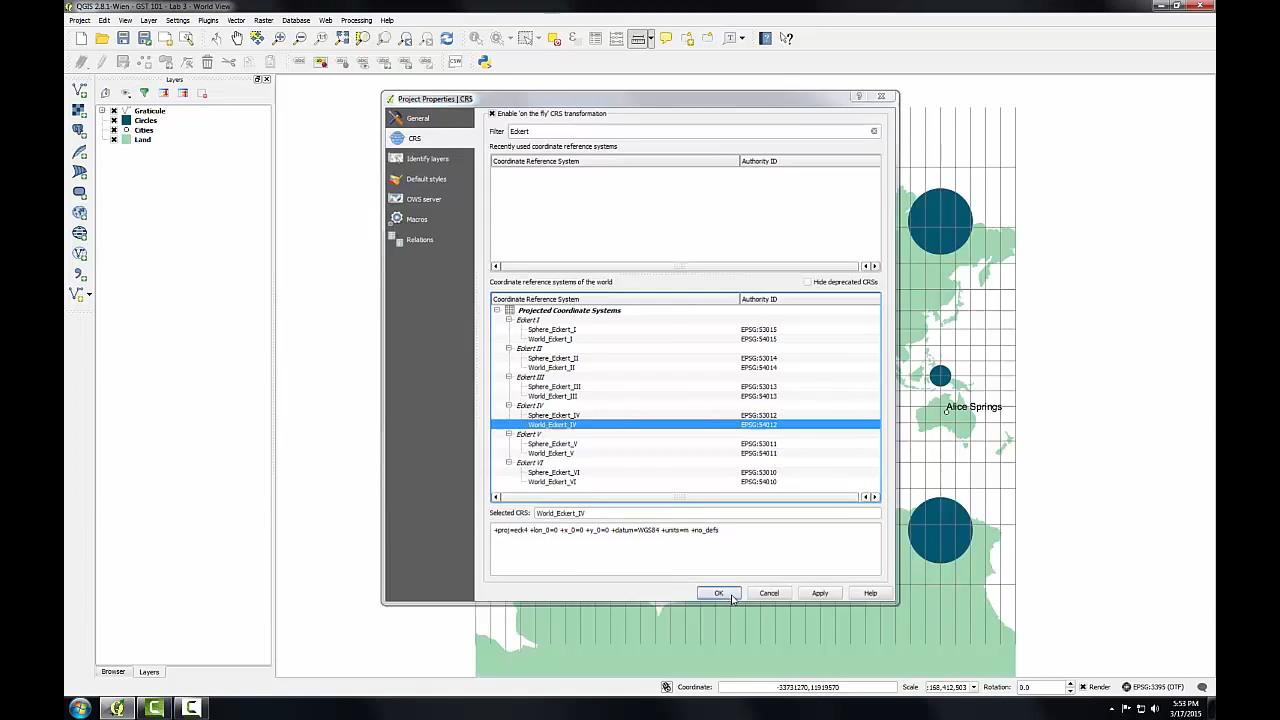 QGIS 2.8.1-Wien - GST 101 - Lab 3 - World View
Project Edit View Layer Settings Plugins Vector Raster Database Web Processing Help
Layers
Graticule
Circles
Cities
Land
Browser Layers
Project Properties | CRS
General
CRS
Identify layers
Default styles
OWS server
Macros
Relations
Enable 'on the fly' CRS transformation
Filter Eckert
Recently used coordinate reference systems
Coordinate Reference System Authority ID
Coordinate reference systems of the world
Hide deprecated CRSs
Coordinate Reference System Authority ID
Projected Coordinate Systems
Eckert I
Sphere_Eckert_I EPSG:53015
World_Eckert_I EPSG:54015
Eckert II
Sphere_Eckert_II EPSG:53014
World_Eckert_II EPSG:54014
Eckert III
Sphere_Eckert_III EPSG:53013
World_Eckert_III EPSG:54013
Eckert IV
Sphere_Eckert_IV EPSG:53012
World_Eckert_IV EPSG:54012
Eckert V
Sphere_Eckert_V EPSG:53011
World_Eckert_V EPSG:54011
Eckert VI
Sphere_Eckert_VI EPSG:53010
World_Eckert_VI EPSG:54010
Selected CRS: World_Eckert_IV
+proj=eck4 +lon_0=0 +x_0=0 +y_0=0 +datum=WGS84 +units=m +no_defs
OK Cancel Apply Help
Alice Springs
Coordinate: -33731270,11919570 Scale :168,412,503 Rotation: 0.0 Render EPSG:3395 (OTF)
5:53 PM
3/17/2015